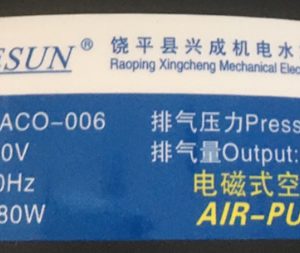 ESUN®
饶平县兴成机电水
Raoping Xingcheng Mechanical Elec
ACO-006
排气压力Press
0V
排气量Output:
0Hz
电磁式空
80W
AIR-PU